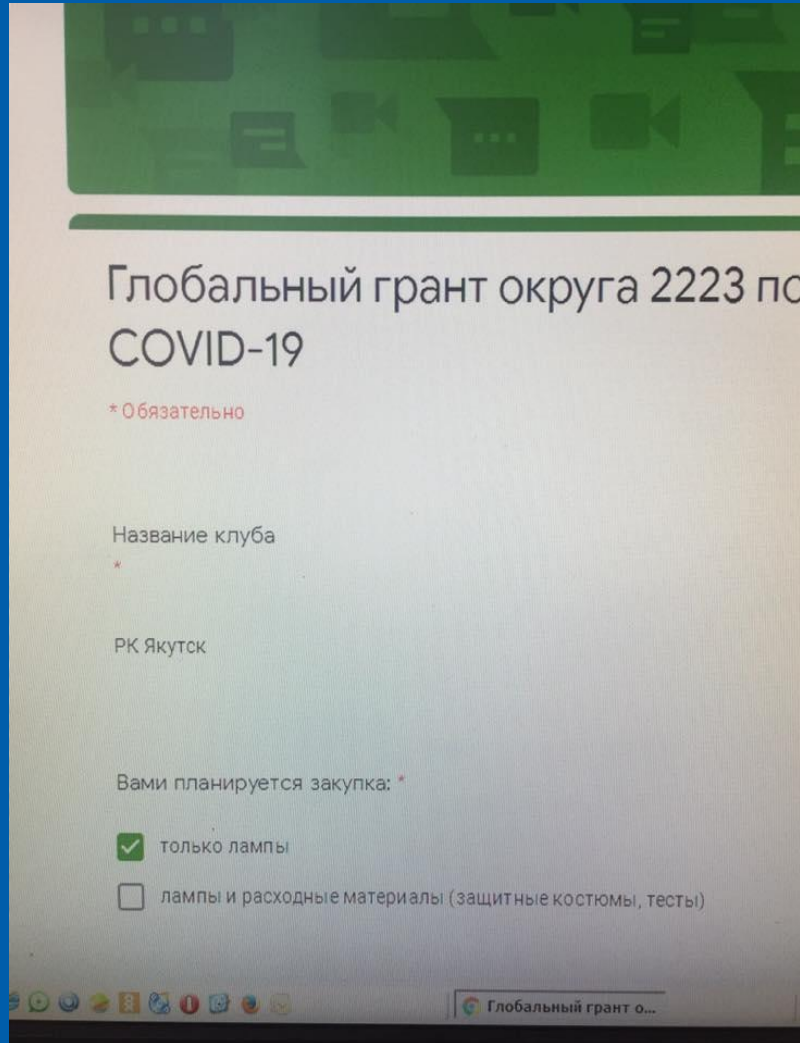 Глобальный грант округа 2223 по
COVID-19
* Обязательно
Название клуба
*
РК Якутск
Вами планируется закупка: *
только лампы
лампы и расходные материалы (защитные костюмы, тесты)
Глобальный грант о...